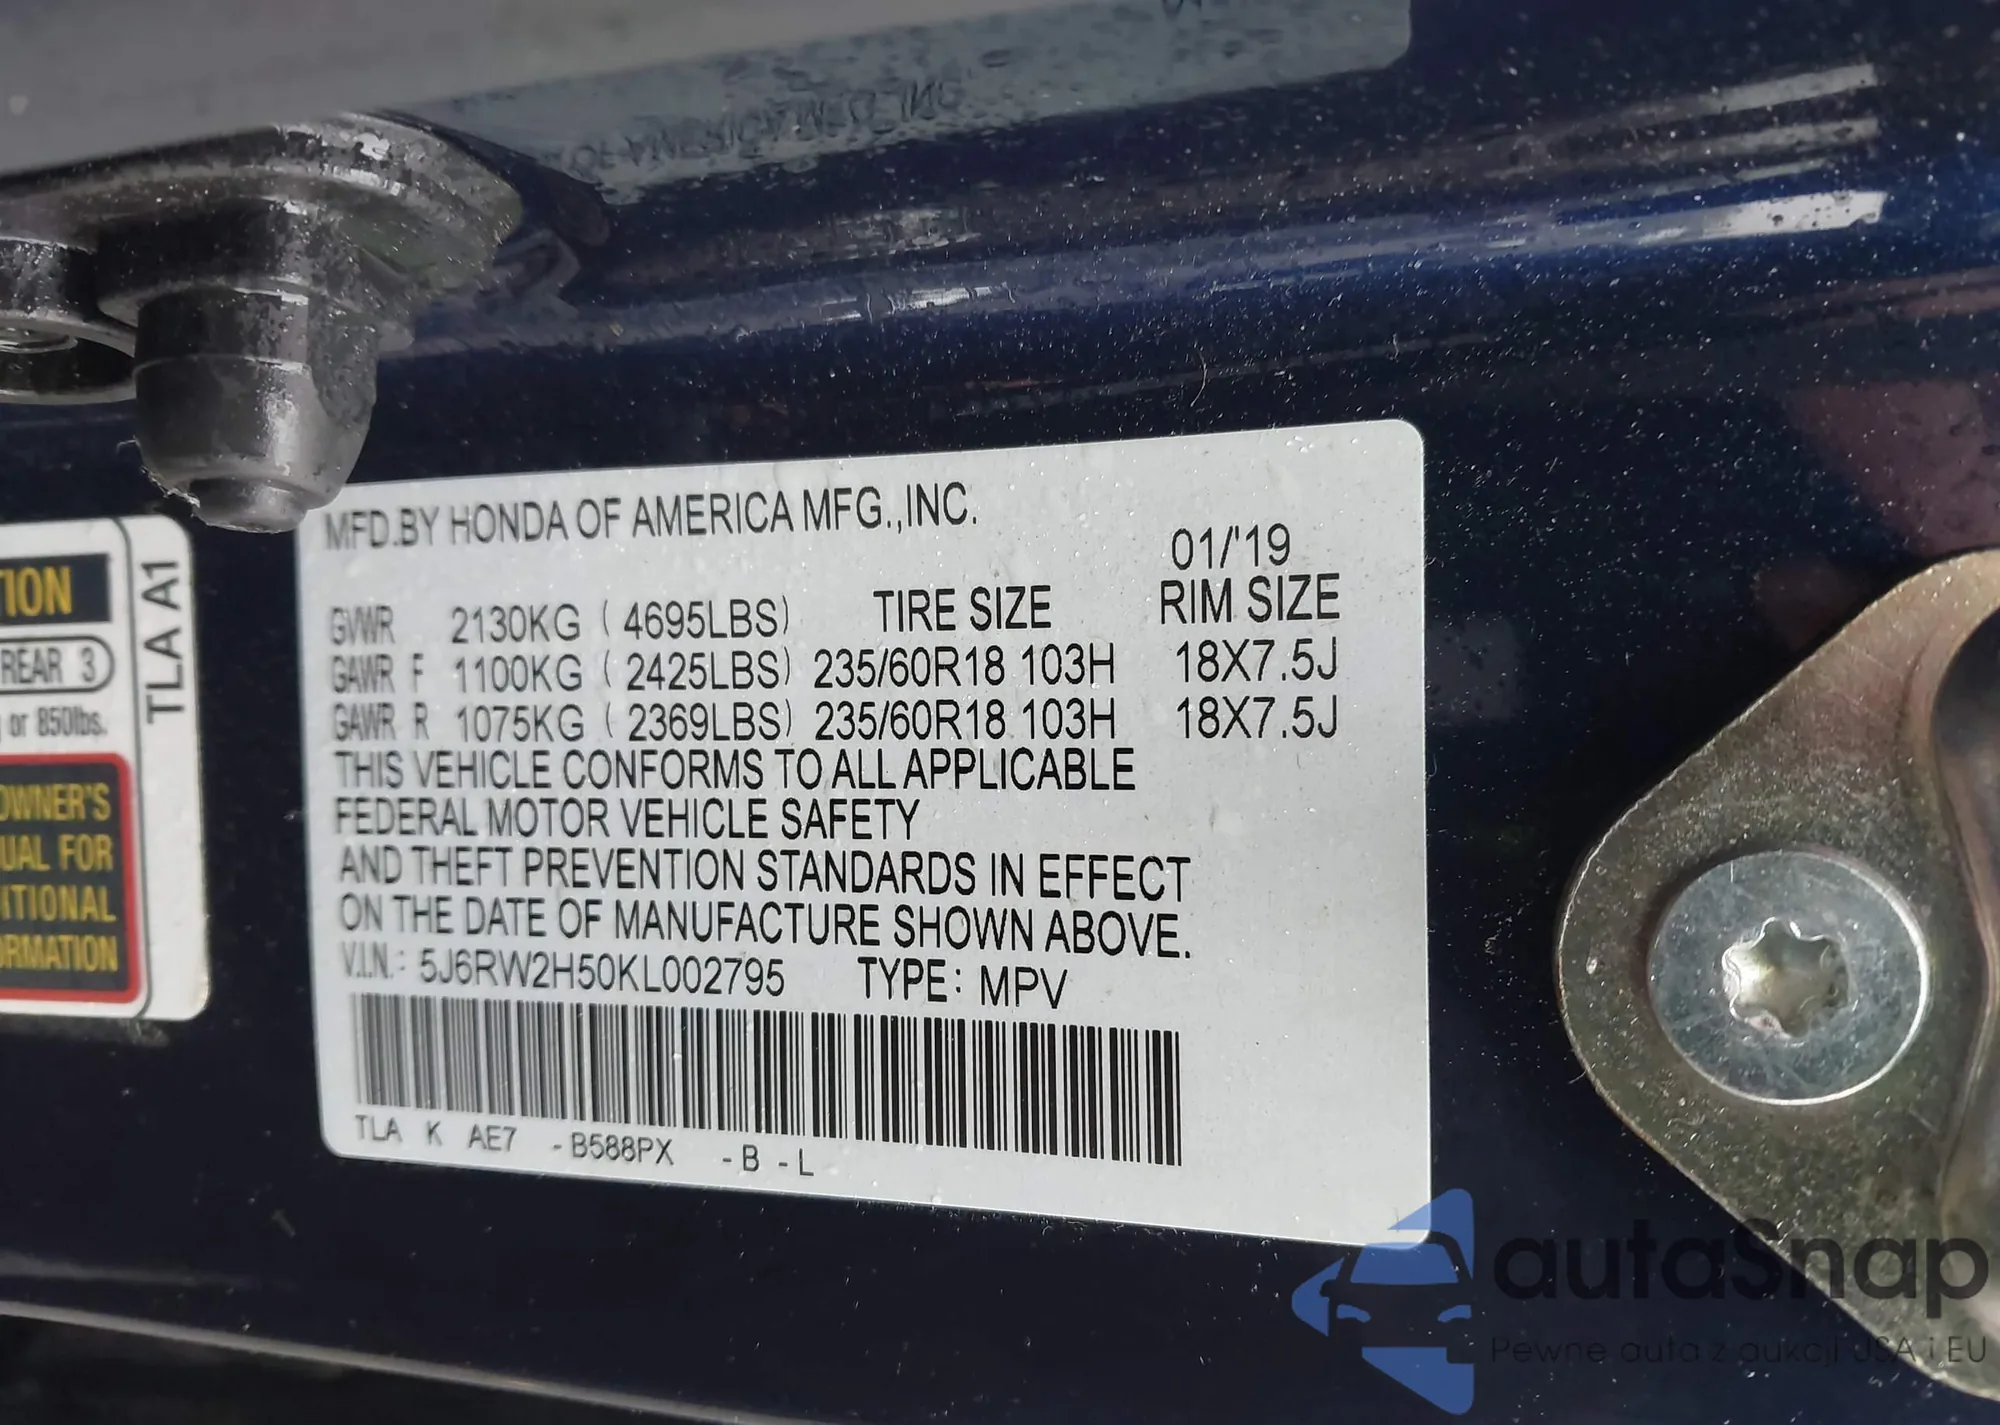 MFD.BY HONDA OF AMERICA MFG.,INC.
01/'19
GVWR 2130KG ( 4695LBS) TIRE SIZE RIM SIZE
GAWR F 1100KG ( 2425LBS) 235/60R18 103H 18X7.5J
GAWR R 1075KG ( 2369LBS) 235/60R18 103H 18X7.5J
THIS VEHICLE CONFORMS TO ALL APPLICABLE
FEDERAL MOTOR VEHICLE SAFETY
AND THEFT PREVENTION STANDARDS IN EFFECT
ON THE DATE OF MANUFACTURE SHOWN ABOVE.
V.I.N.: 5J6RW2H50KL002795 TYPE: MPV
TLA K AE7 -B588PX -B -L
TION
REAR 3
or 850lbs.
OWNER'S
UAL FOR
ITIONAL
ORMATION
TLA A1
autaSnap
Pewne auta z aukcji USA i EU